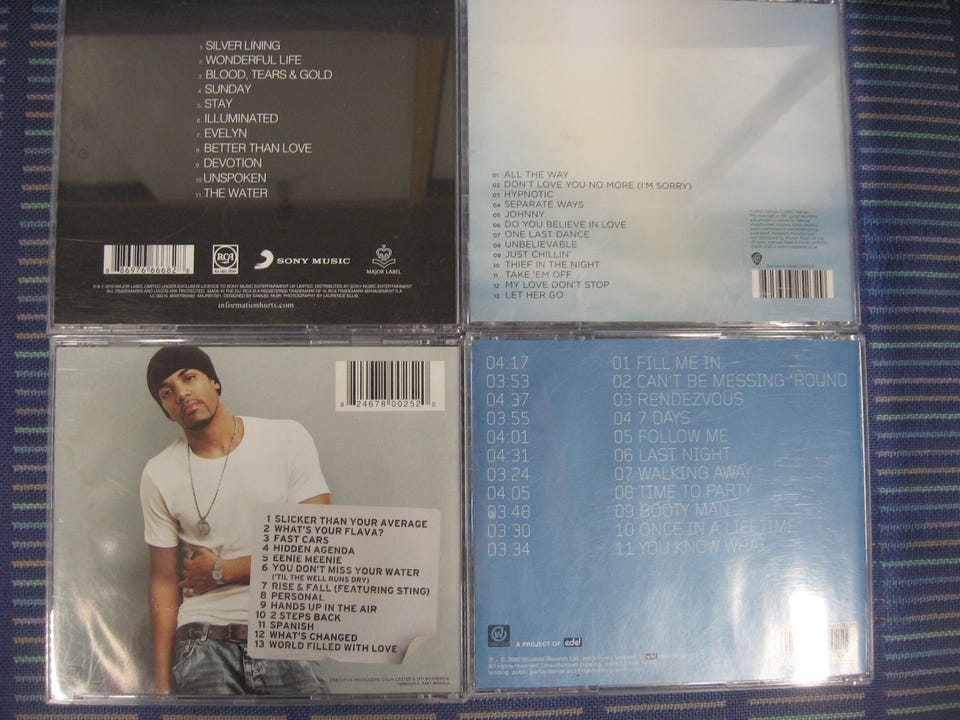 1 SILVER LINING
2 WONDERFUL LIFE
3 BLOOD, TEARS & GOLD
4 SUNDAY
5 STAY
6 ILLUMINATED
7 EVELYN
8 BETTER THAN LOVE
9 DEVOTION
10 UNSPOKEN
11 THE WATER
8 86976 66682 8
RCA
SONY MUSIC
MAJOR LABEL
informationhurts.com
01 ALL THE WAY
02 DON'T LOVE YOU NO MORE (I'M SORRY)
03 HYPNOTIC
04 SEPARATE WAYS
05 JOHNNY
06 DO YOU BELIEVE IN LOVE
07 ONE LAST DANCE
08 UNBELIEVABLE
09 JUST CHILLIN'
10 THIEF IN THE NIGHT
11 TAKE 'EM OFF
12 MY LOVE DON'T STOP
13 LET HER GO
6 24678 00252 0
1 SLICKER THAN YOUR AVERAGE
2 WHAT'S YOUR FLAVA?
3 FAST CARS
4 HIDDEN AGENDA
5 EENIE MEENIE
6 YOU DON'T MISS YOUR WATER
('TIL THE WELL RUNS DRY)
7 RISE & FALL (FEATURING STING)
8 PERSONAL
9 HANDS UP IN THE AIR
10 2 STEPS BACK
11 SPANISH
12 WHAT'S CHANGED
13 WORLD FILLED WITH LOVE
04:17 01 FILL ME IN
03:53 02 CAN'T BE MESSING 'ROUND
04:37 03 RENDEZVOUS
03:55 04 7 DAYS
04:01 05 FOLLOW ME
04:31 06 LAST NIGHT
03:24 07 WALKING AWAY
04:05 08 TIME TO PARTY
03:48 09 BOOTY MAN
03:30 10 ONCE IN A LIFETIME
03:34 11 YOU KNOW WHAT
A PROJECT OF edel